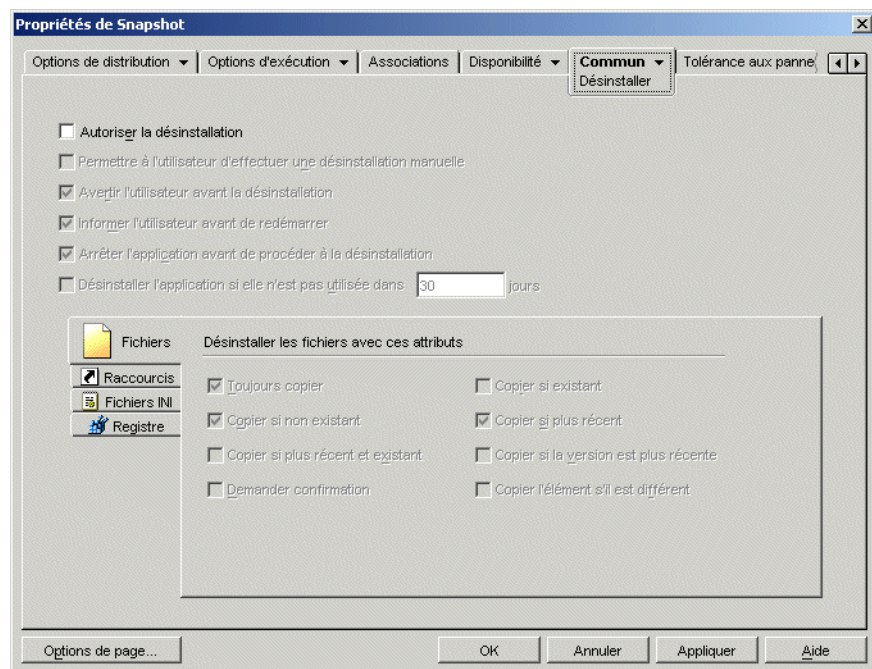 Propriétés de Snapshot
Options de distribution Options d'exécution Associations Disponibilité Commun Tolérance aux panne
Désinstaller
Autoriser la désinstallation
Permettre à l'utilisateur d'effectuer une désinstallation manuelle
Avertir l'utilisateur avant la désinstallation
Informer l'utilisateur avant de redémarrer
Arrêter l'application avant de procéder à la désinstallation
Désinstaller l'application si elle n'est pas utilisée dans 30 jours
Fichiers Désinstaller les fichiers avec ces attributs
Raccourcis
Fichiers INI
Registre
Toujours copier Copier si existant
Copier si non existant Copier si plus récent
Copier si plus récent et existant Copier si la version est plus récente
Demander confirmation Copier l'élément s'il est différent
Options de page... OK Annuler Appliquer Aide